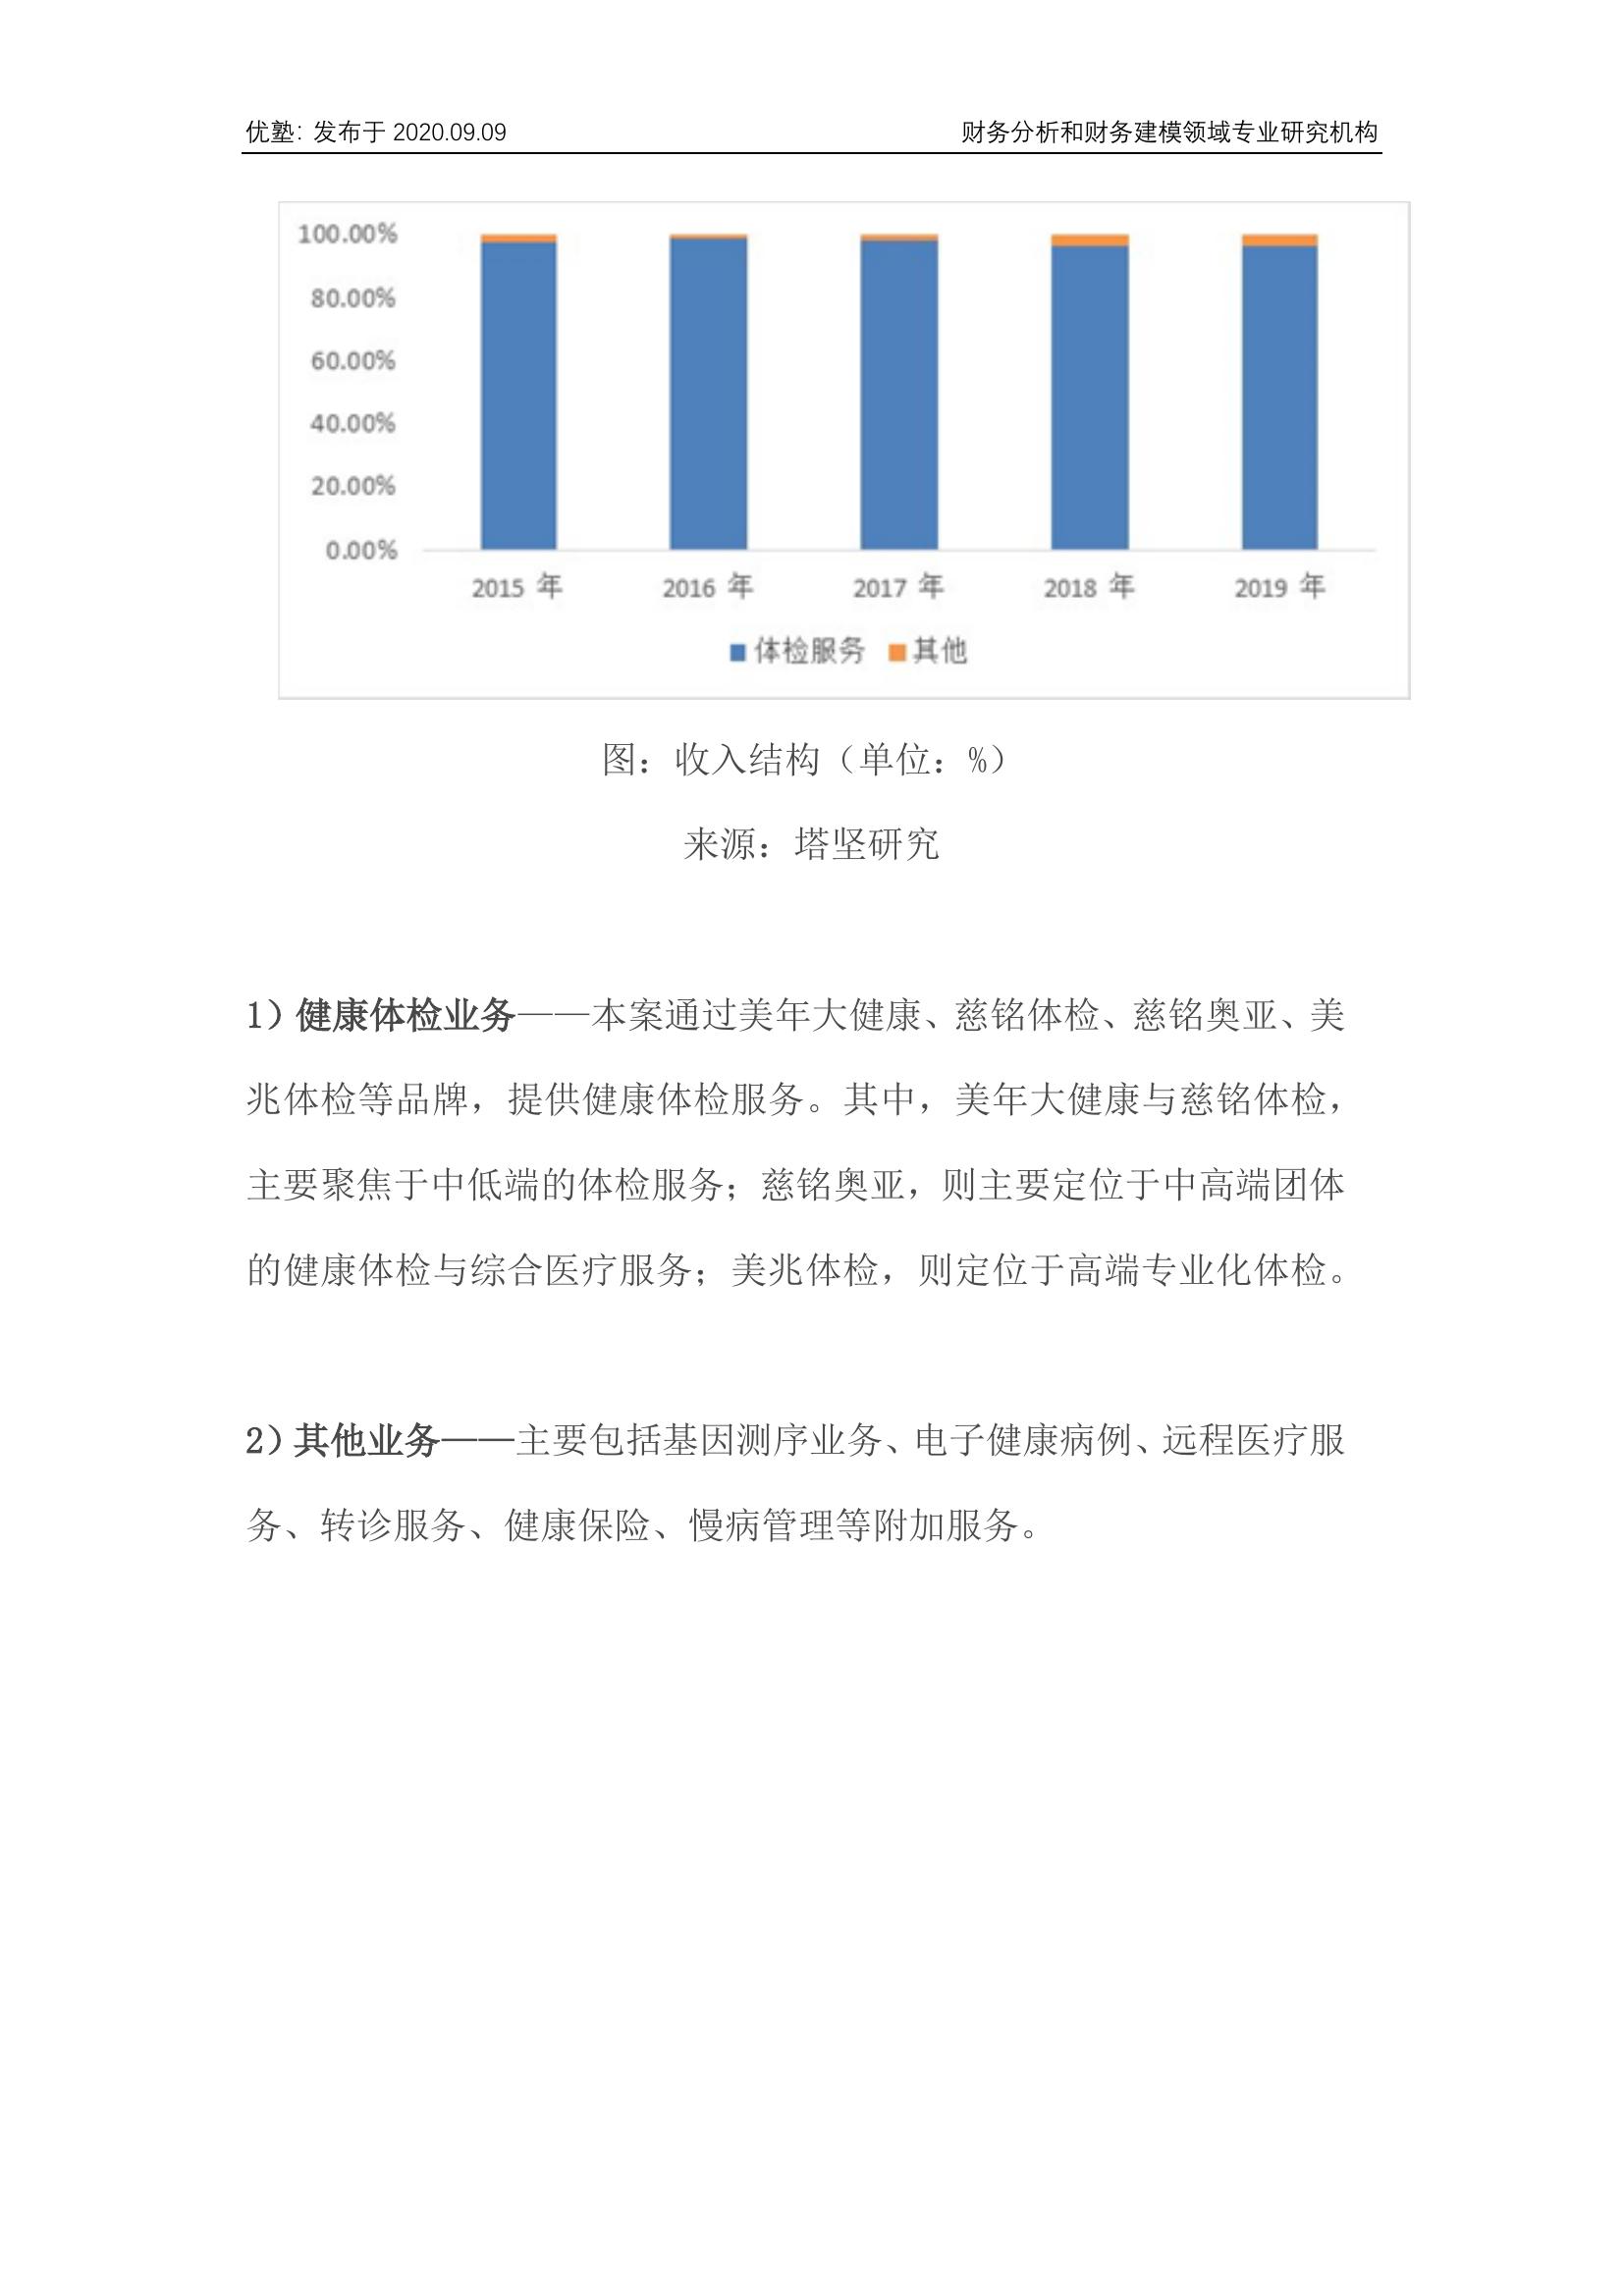 优塾：发布于 2020.09.09 财务分析和财务建模领域专业研究机构
100.00%
80.00%
60.00%
40.00%
20.00%
0.00%
2015 年 2016 年 2017 年 2018 年 2019 年
体检服务 其他
图：收入结构（单位：%）
来源：塔坚研究
1）健康体检业务——本案通过美年大健康、慈铭体检、慈铭奥亚、美
兆体检等品牌，提供健康体检服务。其中，美年大健康与慈铭体检，
主要聚焦于中低端的体检服务；慈铭奥亚，则主要定位于中高端团体
的健康体检与综合医疗服务；美兆体检，则定位于高端专业化体检。
2）其他业务——主要包括基因测序业务、电子健康病例、远程医疗服
务、转诊服务、健康保险、慢病管理等附加服务。